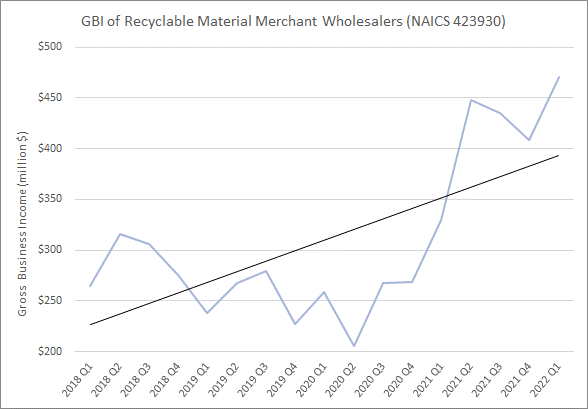 GBI of Recyclable Material Merchant Wholesalers (NAICS 423930)
Gross Business Income (million $)
$500
$450
$400
$350
$300
$250
$200
2018 Q1
2018 Q2
2018 Q3
2018 Q4
2019 Q1
2019 Q2
2019 Q3
2019 Q4
2020 Q1
2020 Q2
2020 Q3
2020 Q4
2021 Q1
2021 Q2
2021 Q3
2021 Q4
2022 Q1